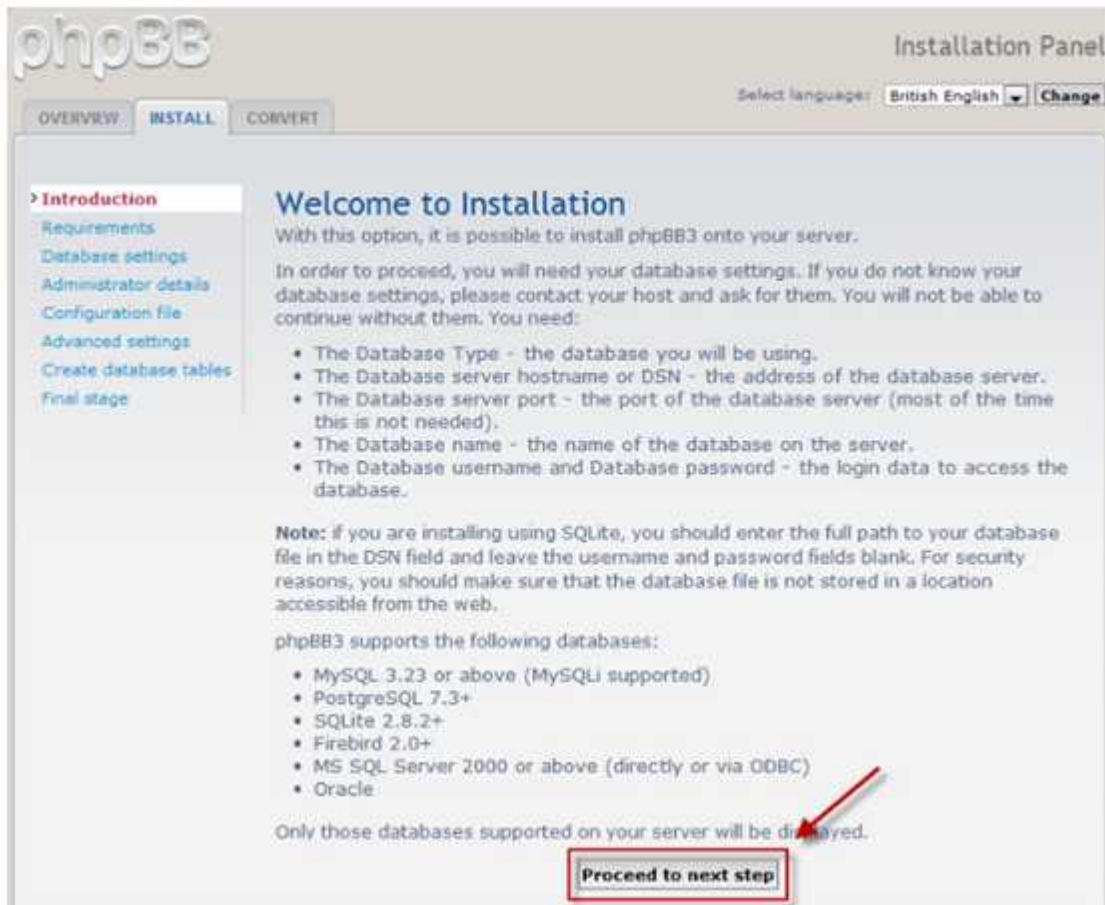 phpBB
Installation Panel
Select language: British English Change
OVERVIEW INSTALL CONVERT
Introduction
Requirements
Database settings
Administrator details
Configuration file
Advanced settings
Create database tables
Final stage
Welcome to Installation
With this option, it is possible to install phpBB3 onto your server.
In order to proceed, you will need your database settings. If you do not know your
database settings, please contact your host and ask for them. You will not be able to
continue without them. You need:
• The Database Type - the database you will be using.
• The Database server hostname or DSN - the address of the database server.
• The Database server port - the port of the database server (most of the time
this is not needed).
• The Database name - the name of the database on the server.
• The Database username and Database password - the login data to access the
database.
Note: if you are installing using SQLite, you should enter the full path to your database
file in the DSN field and leave the username and password fields blank. For security
reasons, you should make sure that the database file is not stored in a location
accessible from the web.
phpBB3 supports the following databases:
• MySQL 3.23 or above (MySQLi supported)
• PostgreSQL 7.3+
• SQLite 2.8.2+
• Firebird 2.0+
• MS SQL Server 2000 or above (directly or via ODBC)
• Oracle
Only those databases supported on your server will be displayed.
Proceed to next step